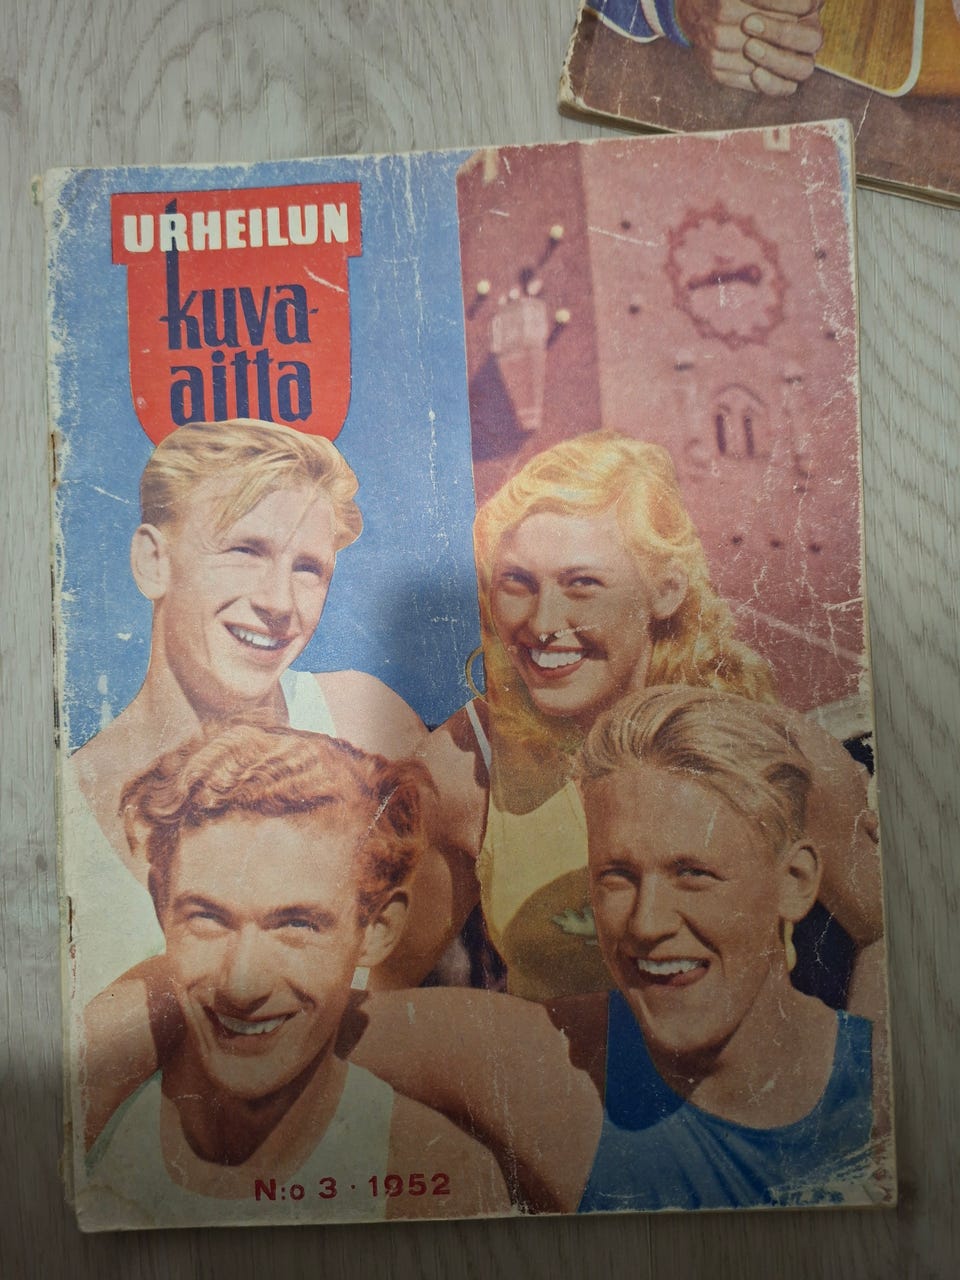 URHEILUN
kuva-
aitta
N:o 3 · 1952